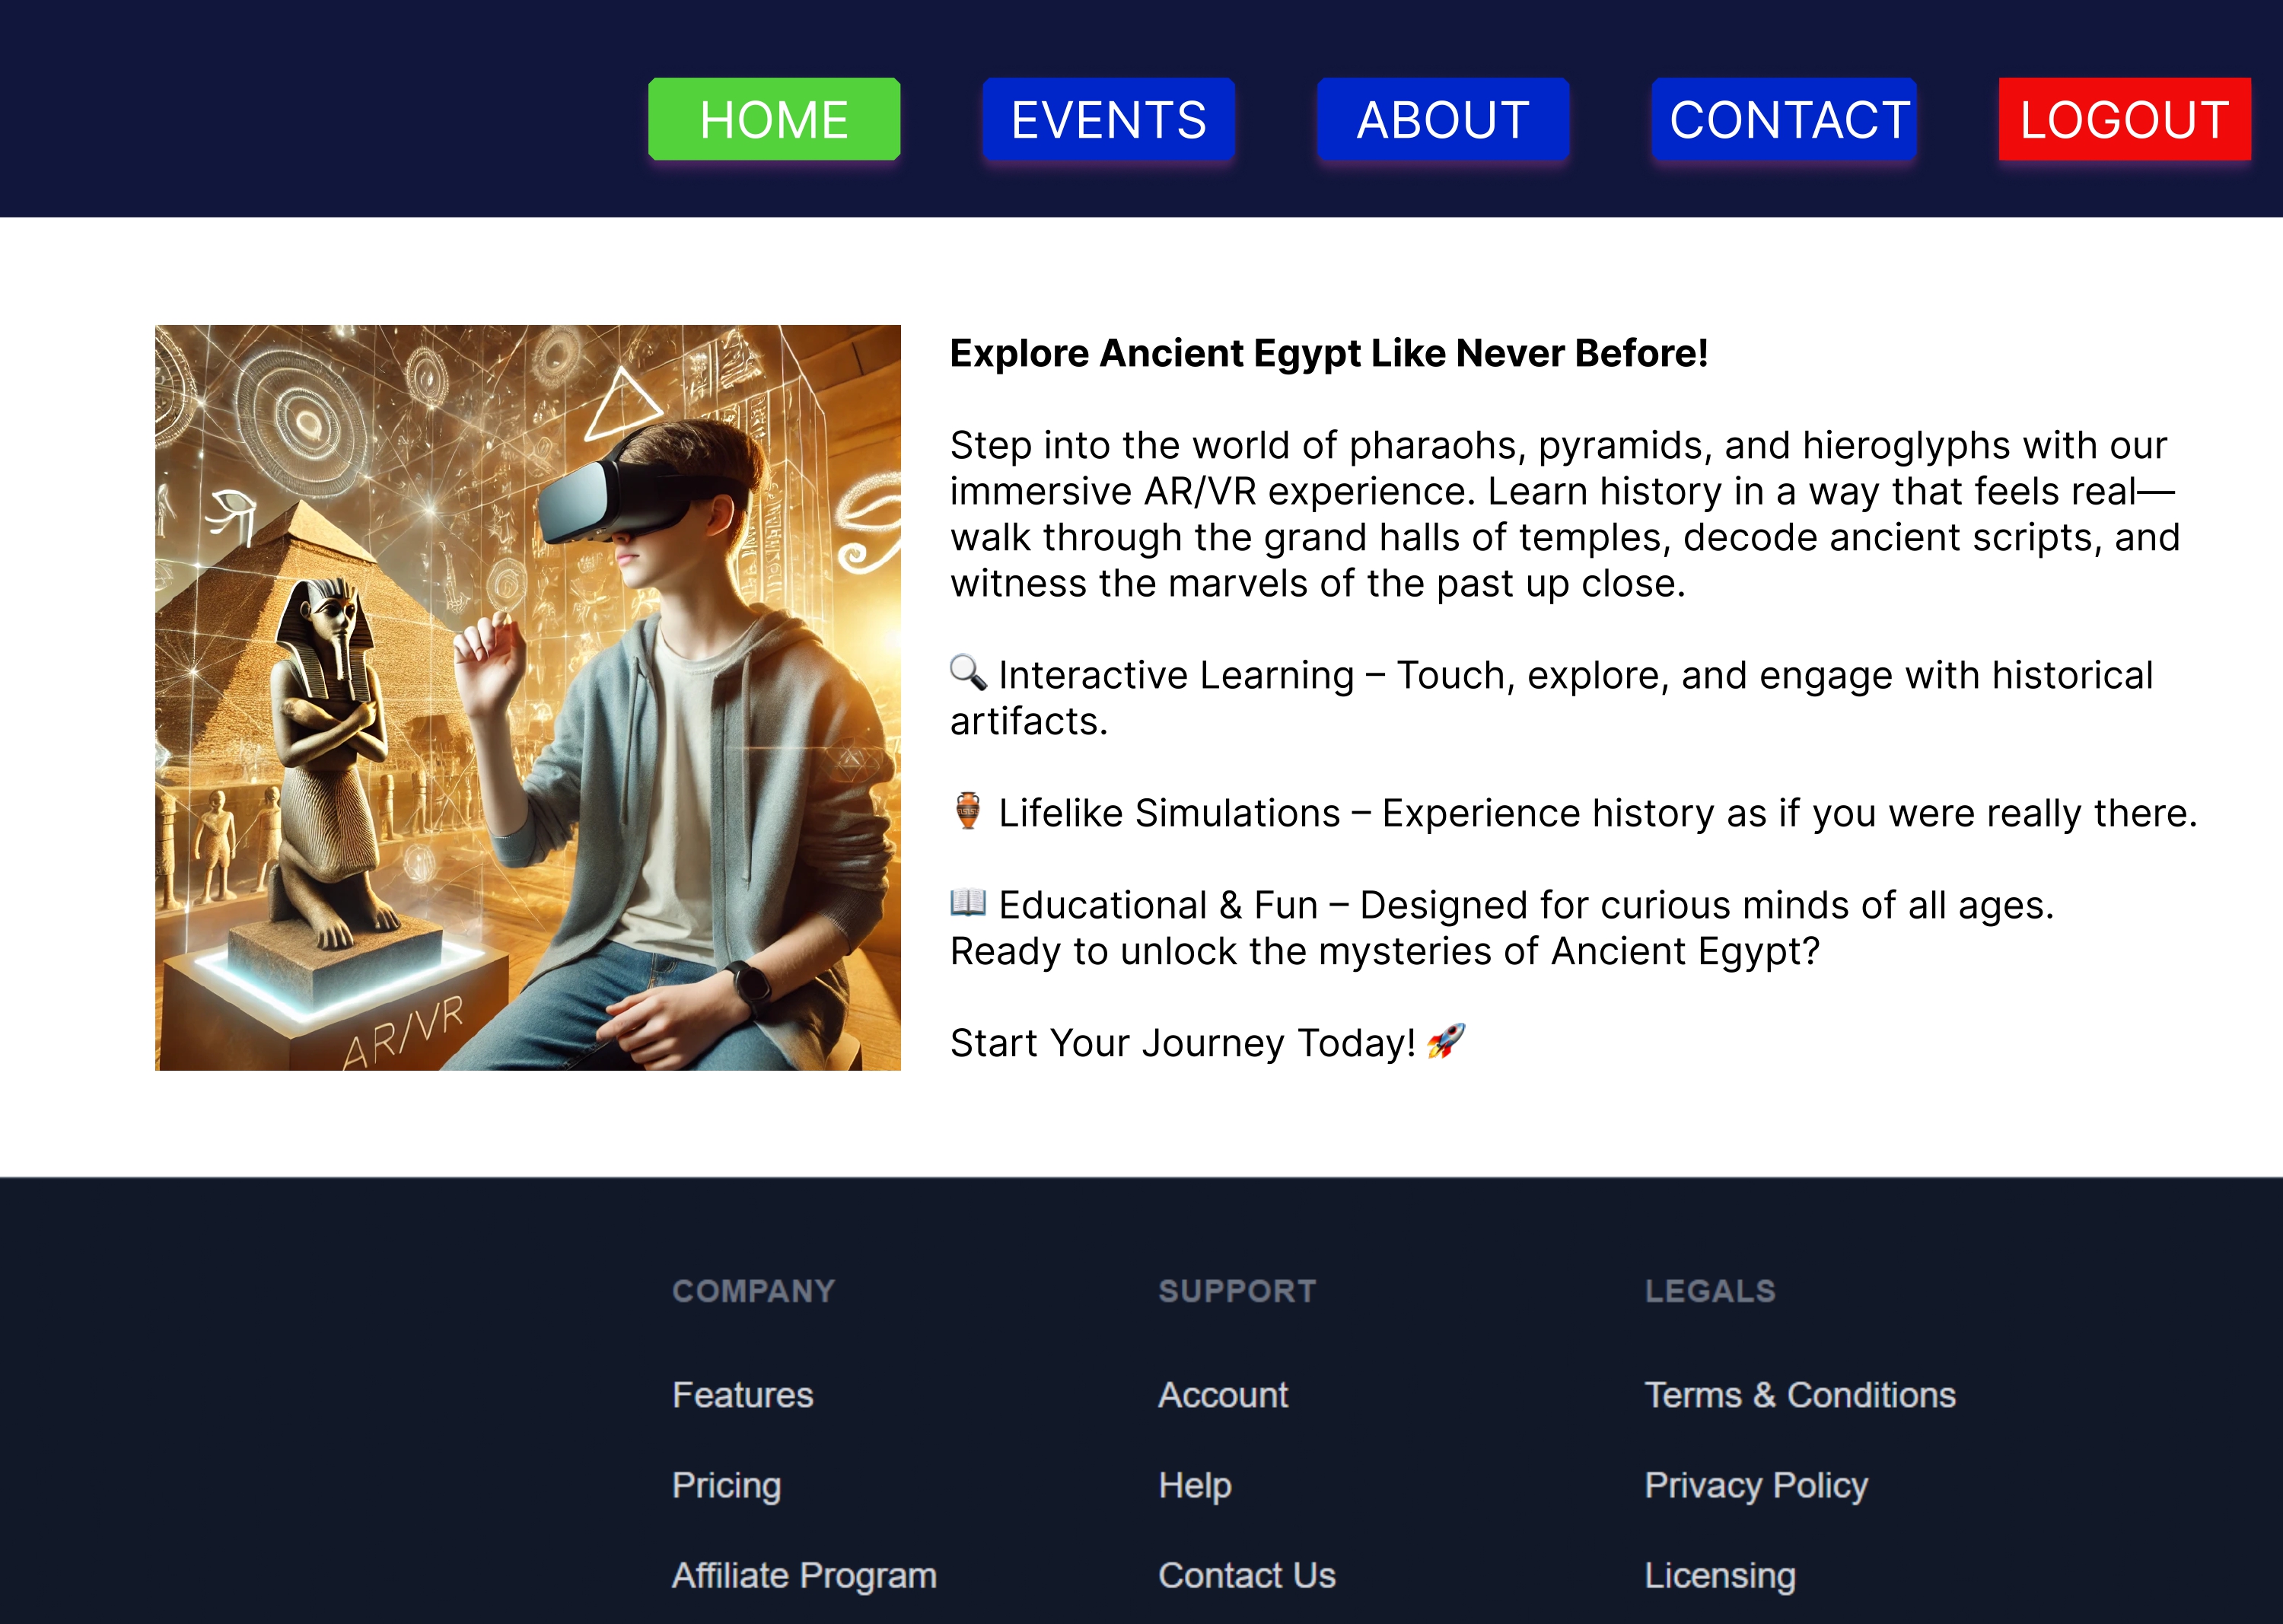 HOME EVENTS ABOUT CONTACT LOGOUT
Explore Ancient Egypt Like Never Before!
Step into the world of pharaohs, pyramids, and hieroglyphs with our
immersive AR/VR experience. Learn history in a way that feels real—
walk through the grand halls of temples, decode ancient scripts, and
witness the marvels of the past up close.
🔍 Interactive Learning – Touch, explore, and engage with historical
artifacts.
🏺 Lifelike Simulations – Experience history as if you were really there.
📖 Educational & Fun – Designed for curious minds of all ages.
Ready to unlock the mysteries of Ancient Egypt?
Start Your Journey Today! 🚀
AR/VR
COMPANY SUPPORT LEGALS
Features Account Terms & Conditions
Pricing Help Privacy Policy
Affiliate Program Contact Us Licensing